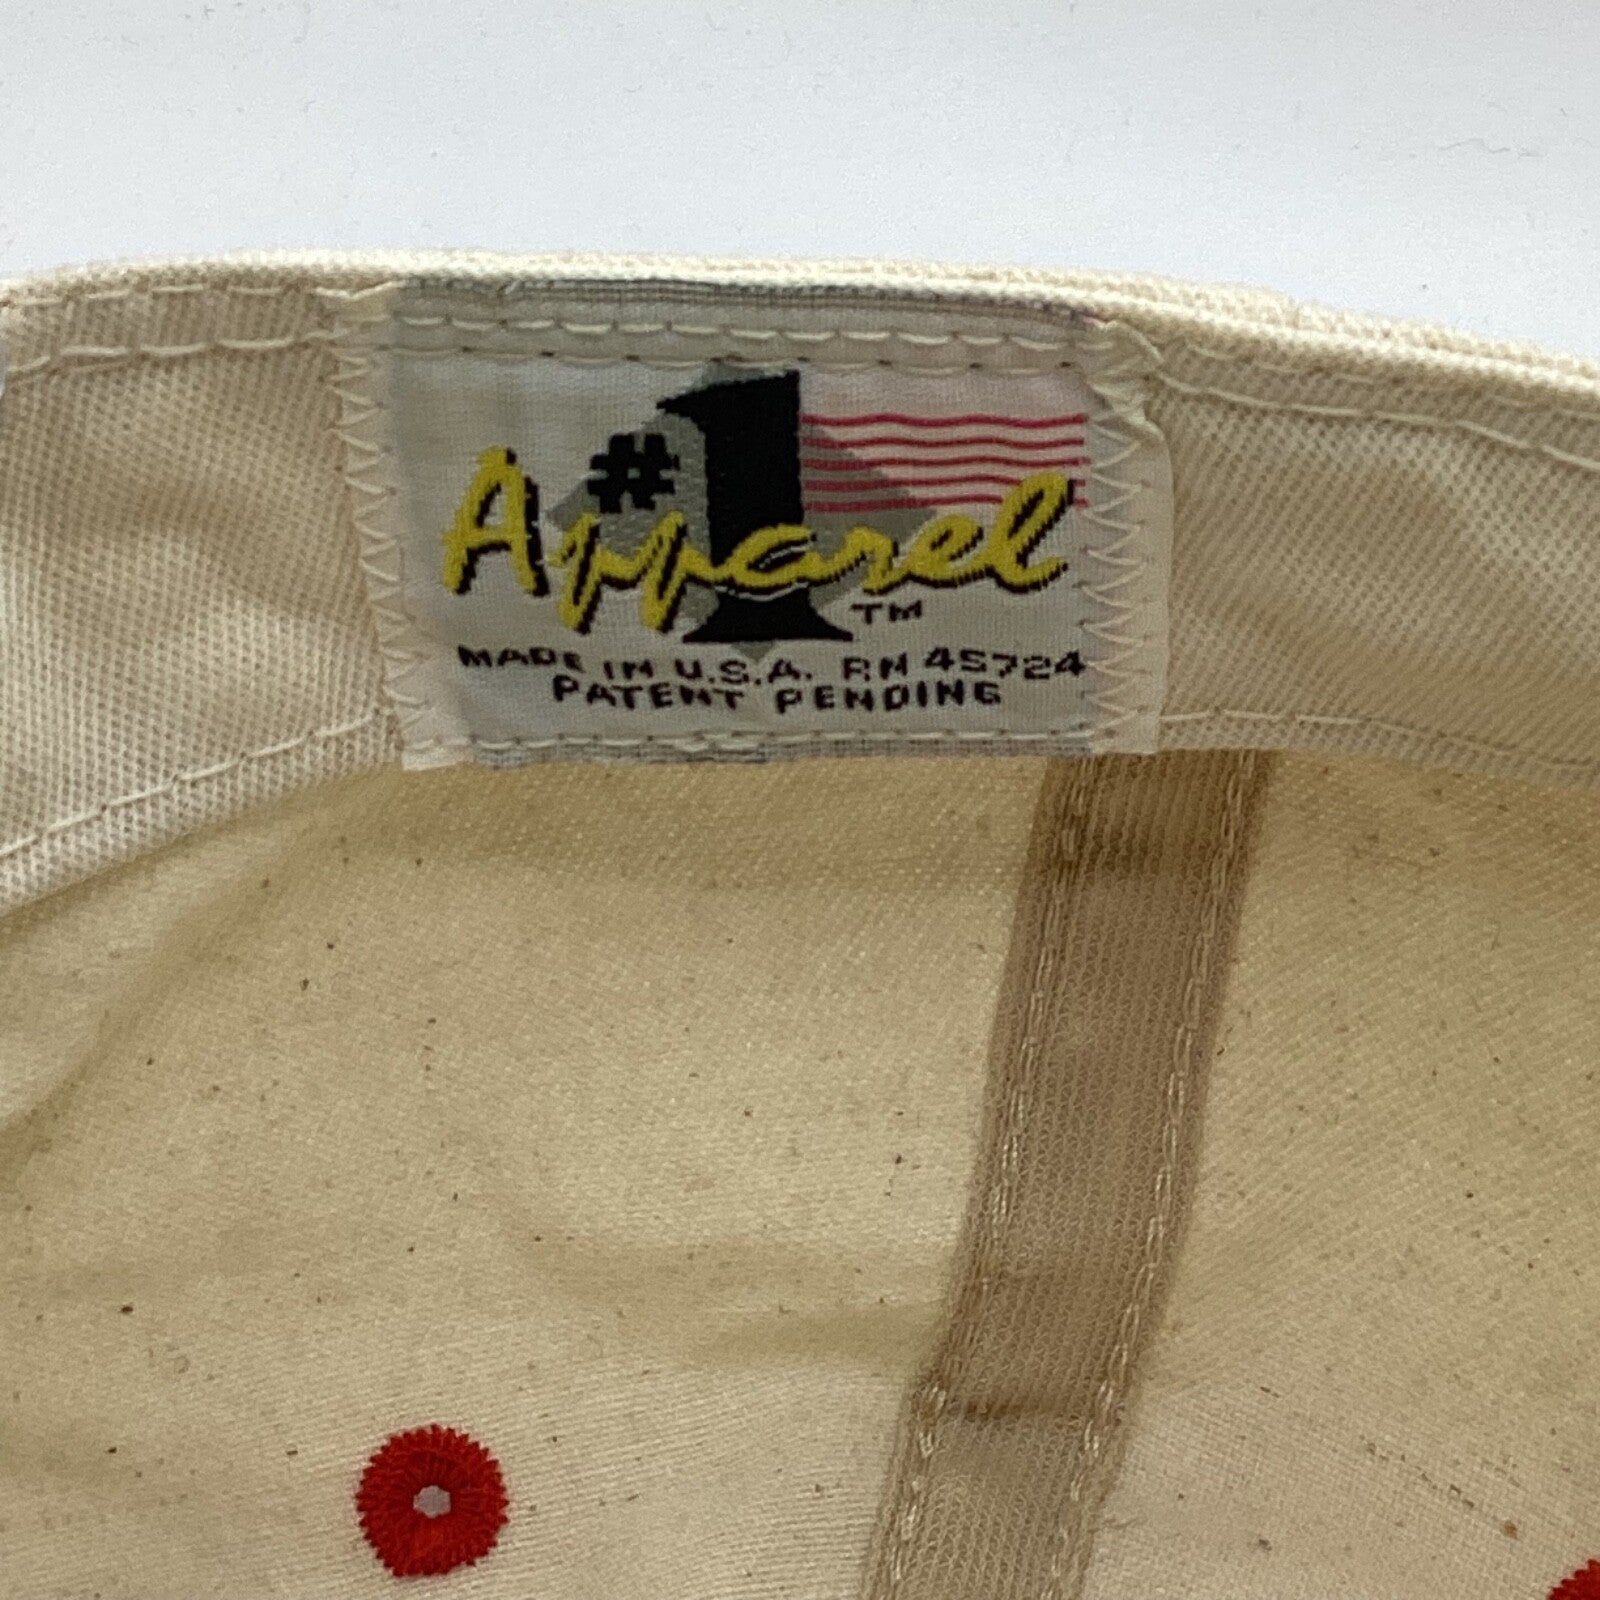 #1
Apparel
TM
MADE IN U.S.A. RN 45724
PATENT PENDING